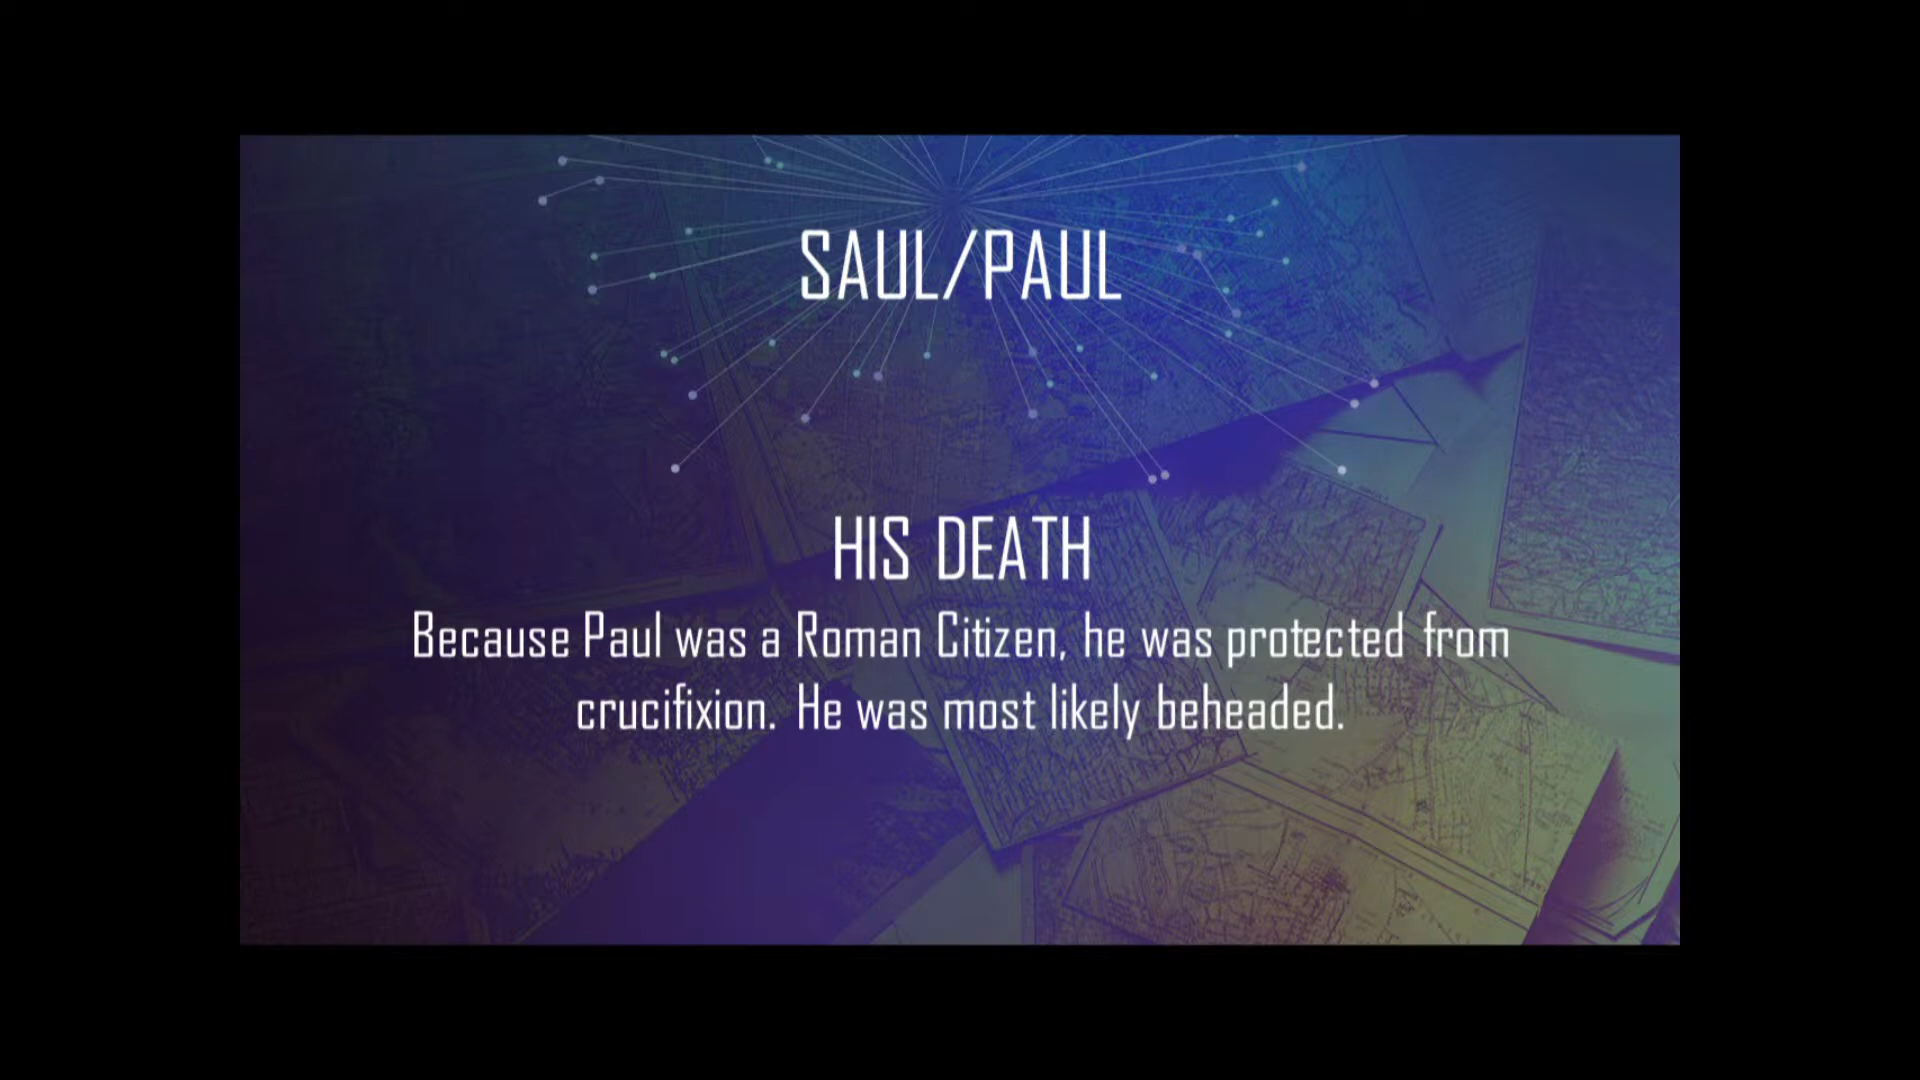 SAUL/PAUL
HIS DEATH
Because Paul was a Roman Citizen, he was protected from
crucifixion. He was most likely beheaded.